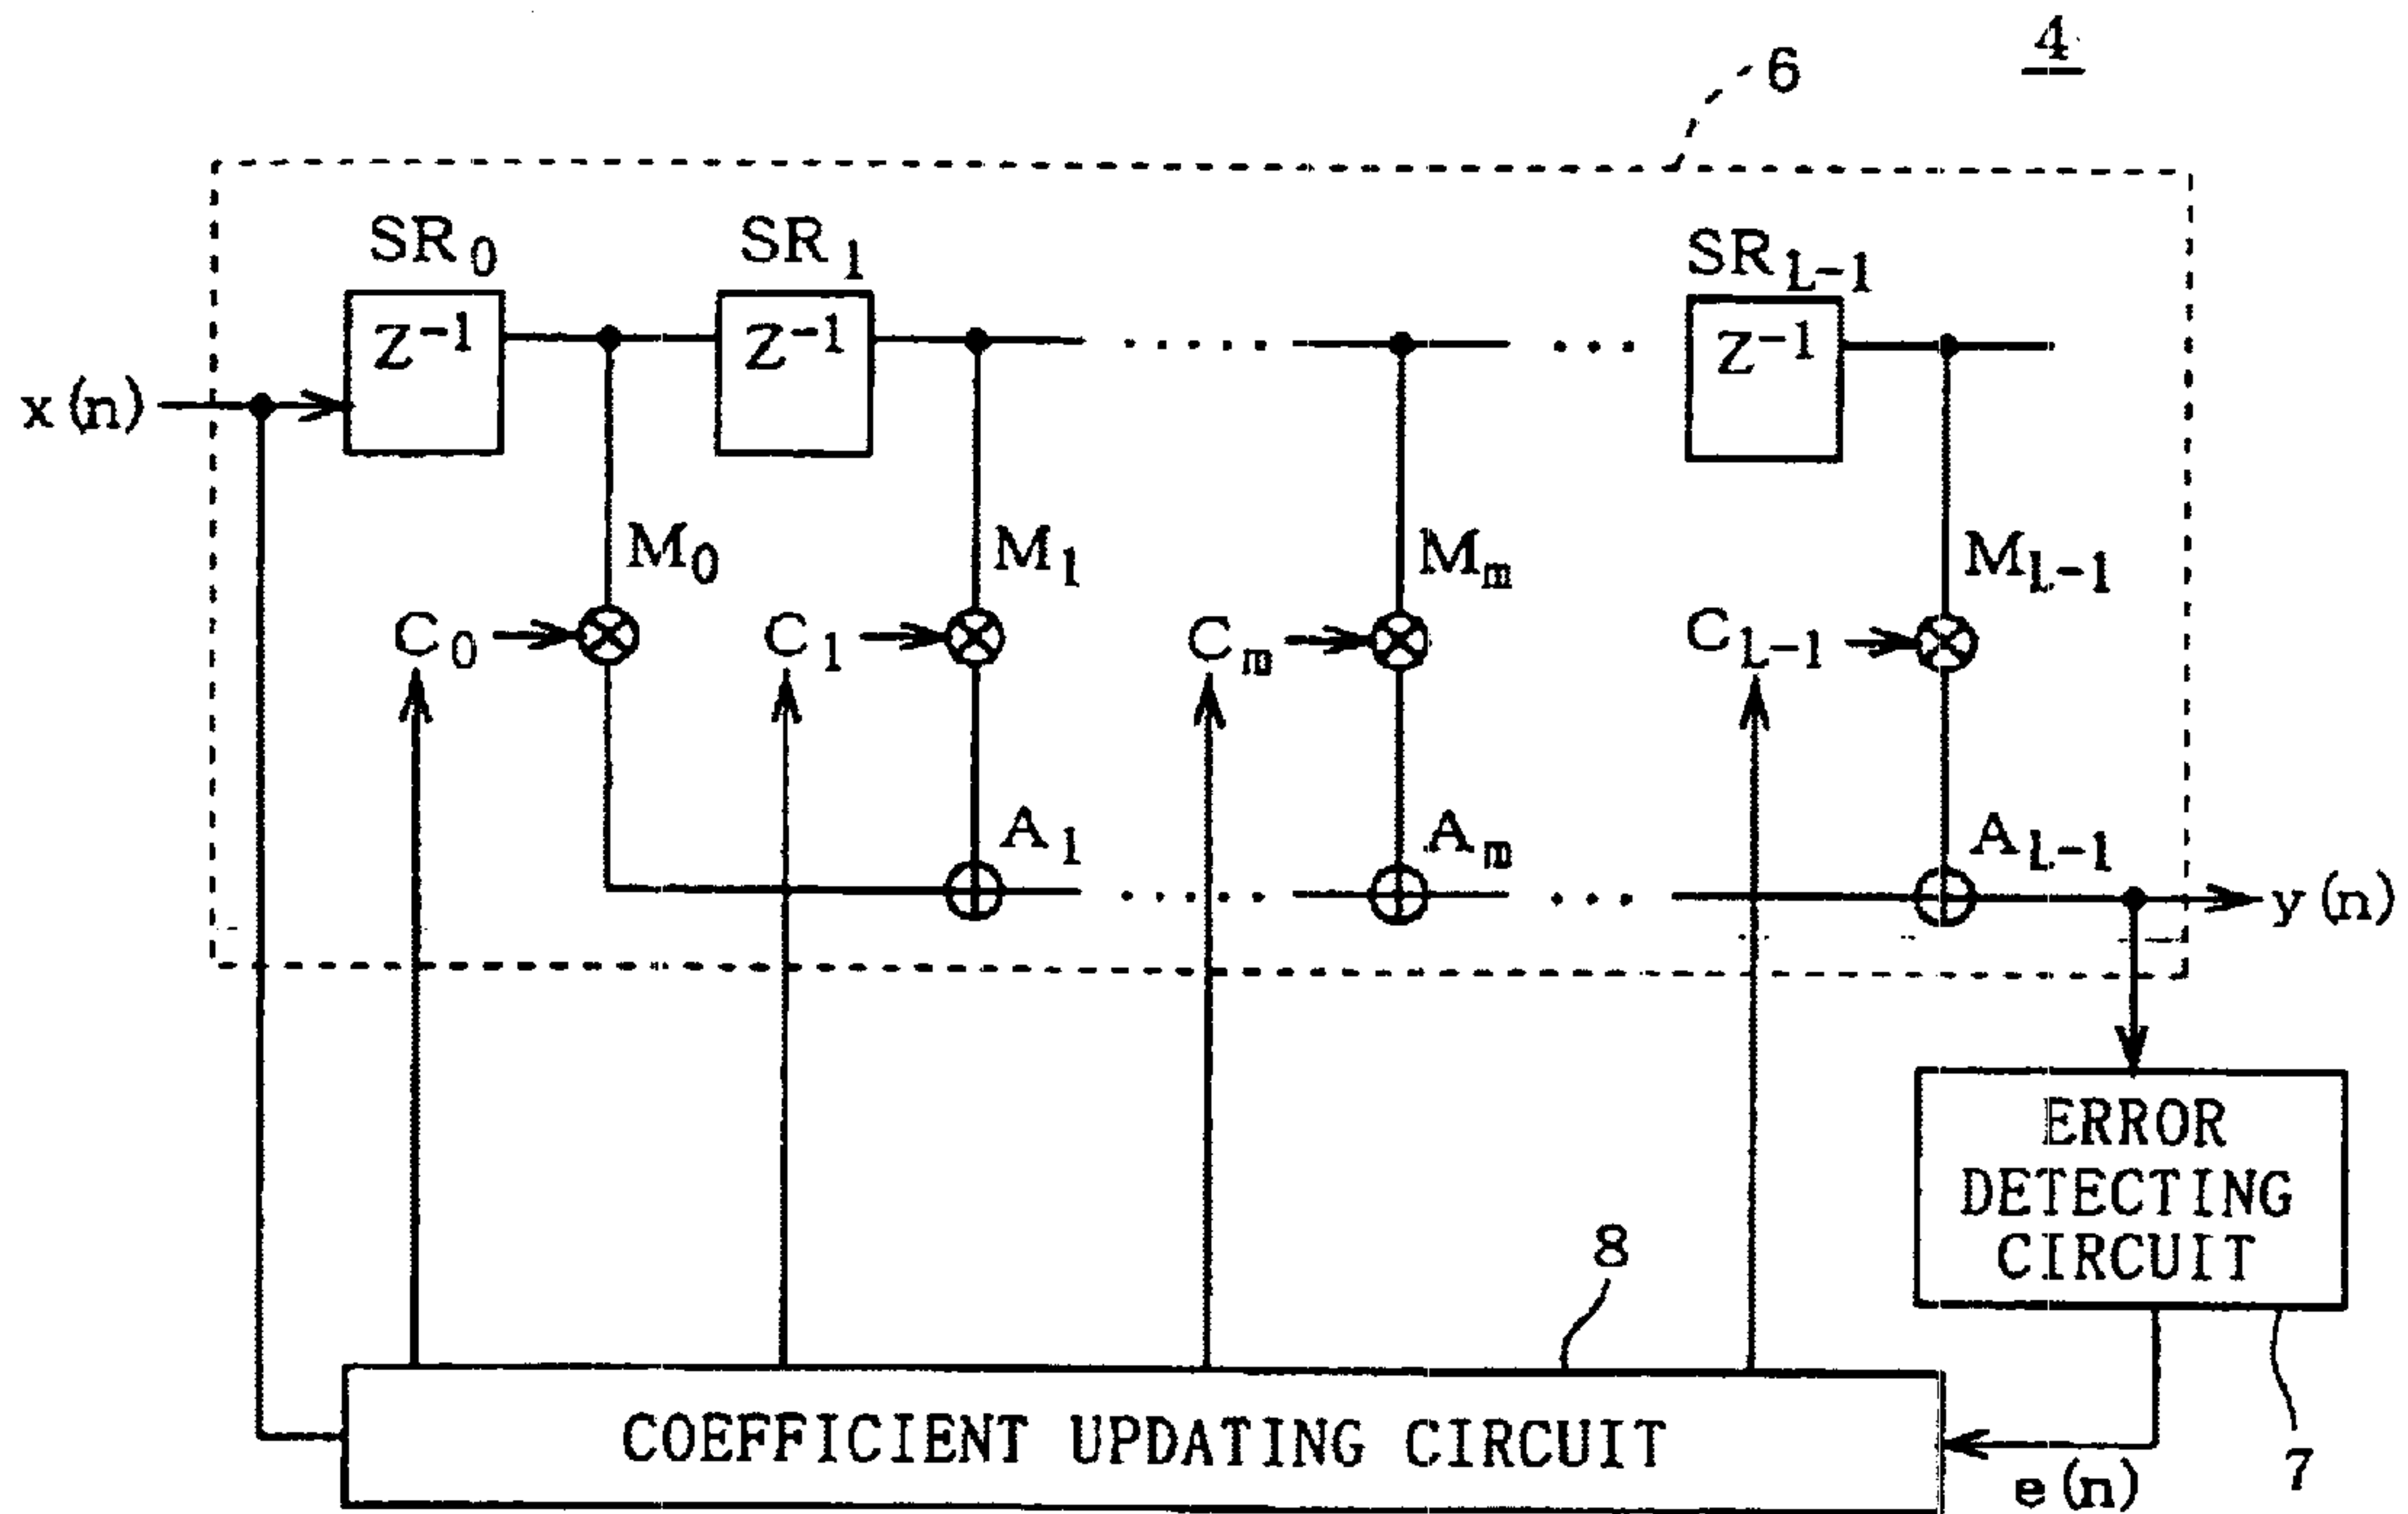 4
6
SR0 SR1 SRL-1
Z-1 Z-1 Z-1
x(n)
M0 M1 Mm ML-1
C0 C1 Cm CL-1
A1 Am AL-1
y(n)
ERROR
DETECTING
CIRCUIT
8
COEFFICIENT UPDATING CIRCUIT
e(n)
7